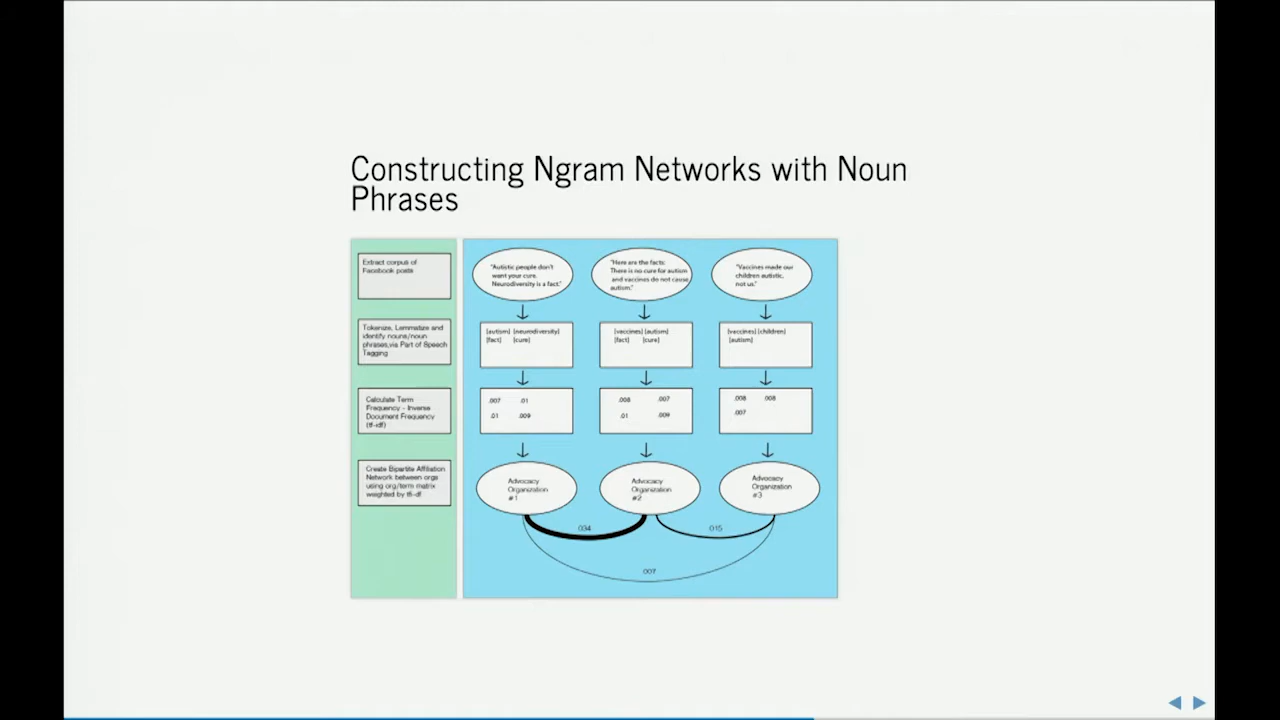 Constructing Ngram Networks with Noun
Phrases
Extract corpus of
Facebook posts
"Autistic people don't
want your cure.
Neurodiversity is a fact."
"Here are the facts:
There is no cure for autism
and vaccines do not cause
autism."
"Vaccines made our
children autistic,
not us."
Tokenize, Lemmatize and
identify nouns/noun
phrases,via Part of Speech
Tagging
[autism] [neurodiversity]
[fact] [cure]
[vaccines] [autism]
[fact] [cure]
[vaccines] [children]
[autism]
Calculate Term
Frequency - Inverse
Document Frequency
(tf-idf)
.007 .01
.01 .009
.008 .007
.01 .009
.008 .008
.007
Create Bipartite Affiliation
Network between orgs
using org/term matrix
weighted by tfi-df
Advocacy
Organization
#1
Advocacy
Organization
#2
Advocacy
Organization
#3
034
015
007